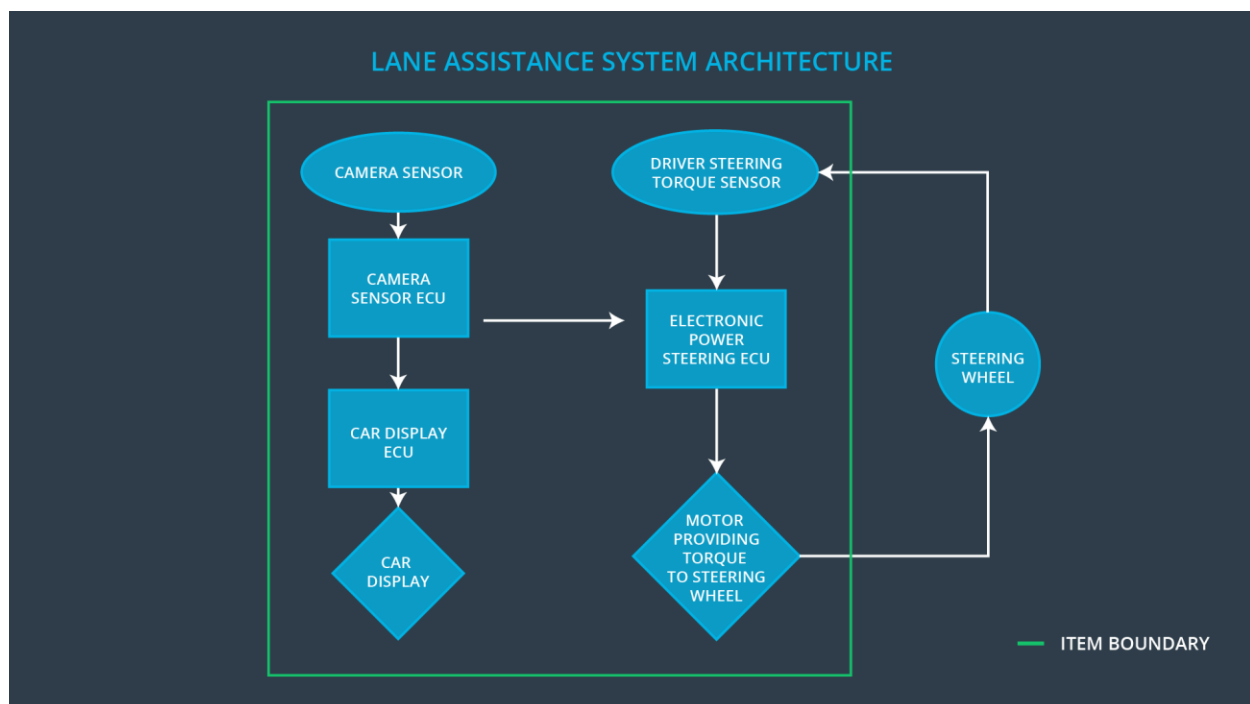 LANE ASSISTANCE SYSTEM ARCHITECTURE
CAMERA SENSOR
CAMERA
SENSOR ECU
CAR DISPLAY
ECU
CAR
DISPLAY
DRIVER STEERING
TORQUE SENSOR
ELECTRONIC
POWER
STEERING ECU
MOTOR
PROVIDING
TORQUE
TO STEERING
WHEEL
STEERING
WHEEL
ITEM BOUNDARY